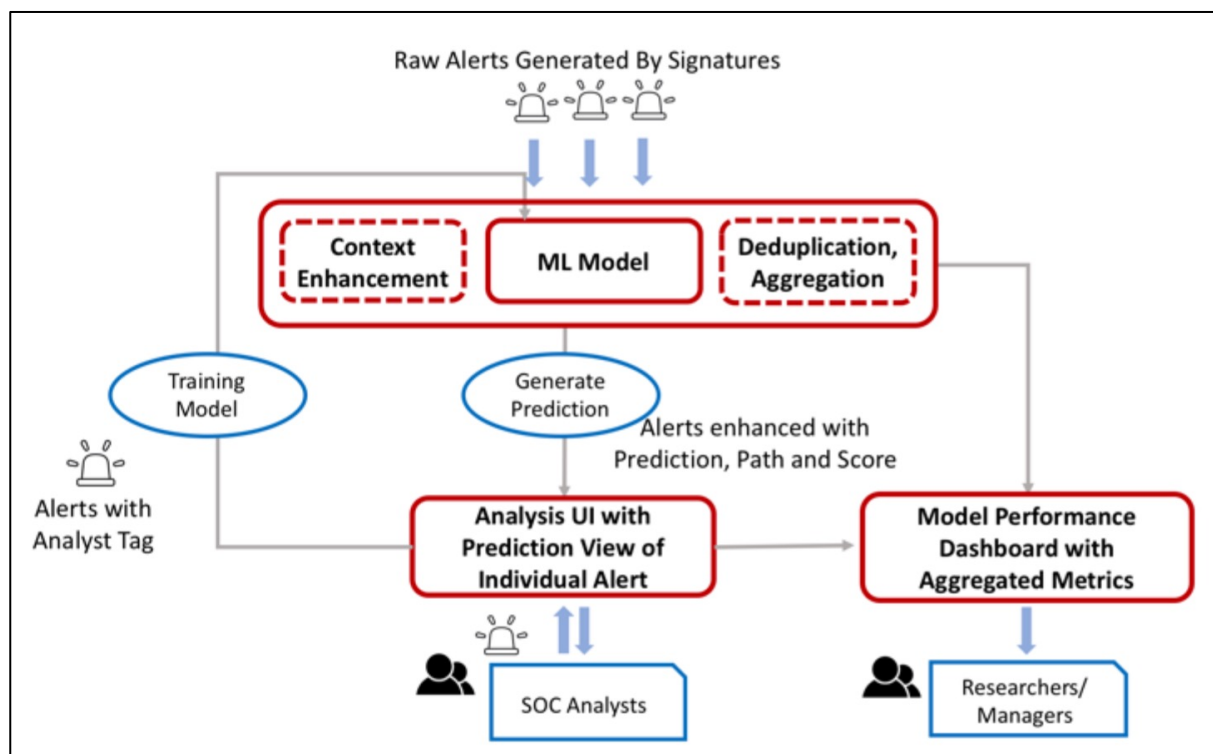 Raw Alerts Generated By Signatures
Context
Enhancement
ML Model
Deduplication,
Aggregation
Training
Model
Generate
Prediction
Alerts enhanced with
Prediction, Path and Score
Alerts with
Analyst Tag
Analysis UI with
Prediction View of
Individual Alert
Model Performance
Dashboard with
Aggregated Metrics
SOC Analysts
Researchers/
Managers